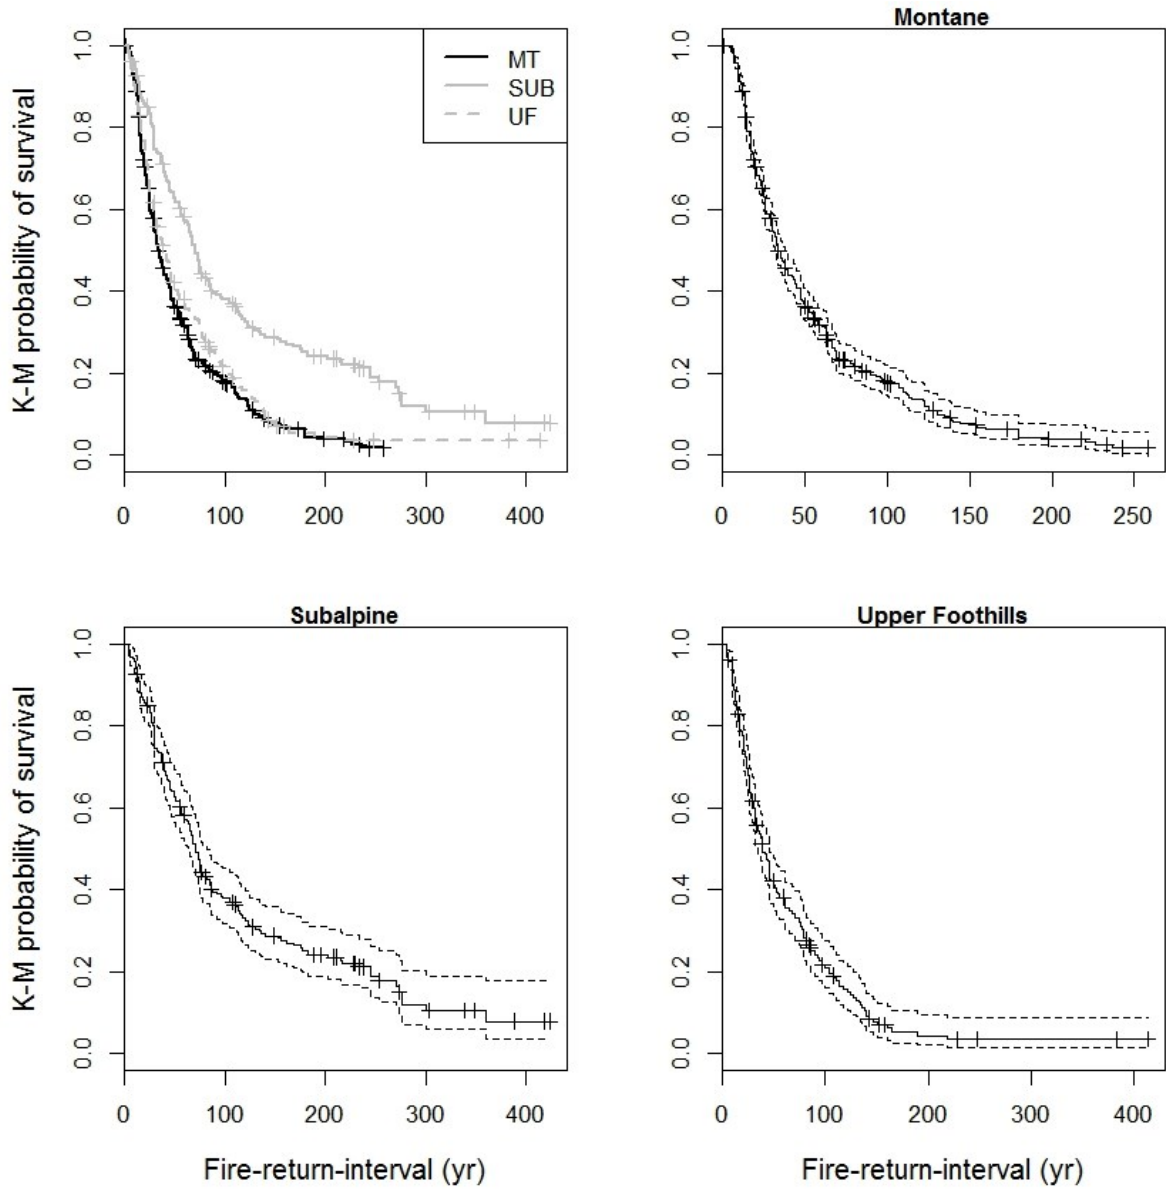 K-M probability of survival
1.0
0.8
0.6
0.4
0.2
0.0
0 100 200 300 400
MT
SUB
UF
Montane
1.0
0.8
0.6
0.4
0.2
0.0
0 50 100 150 200 250
Subalpine
K-M probability of survival
1.0
0.8
0.6
0.4
0.2
0.0
0 100 200 300 400
Fire-return-interval (yr)
Upper Foothills
1.0
0.8
0.6
0.4
0.2
0.0
0 100 200 300 400
Fire-return-interval (yr)